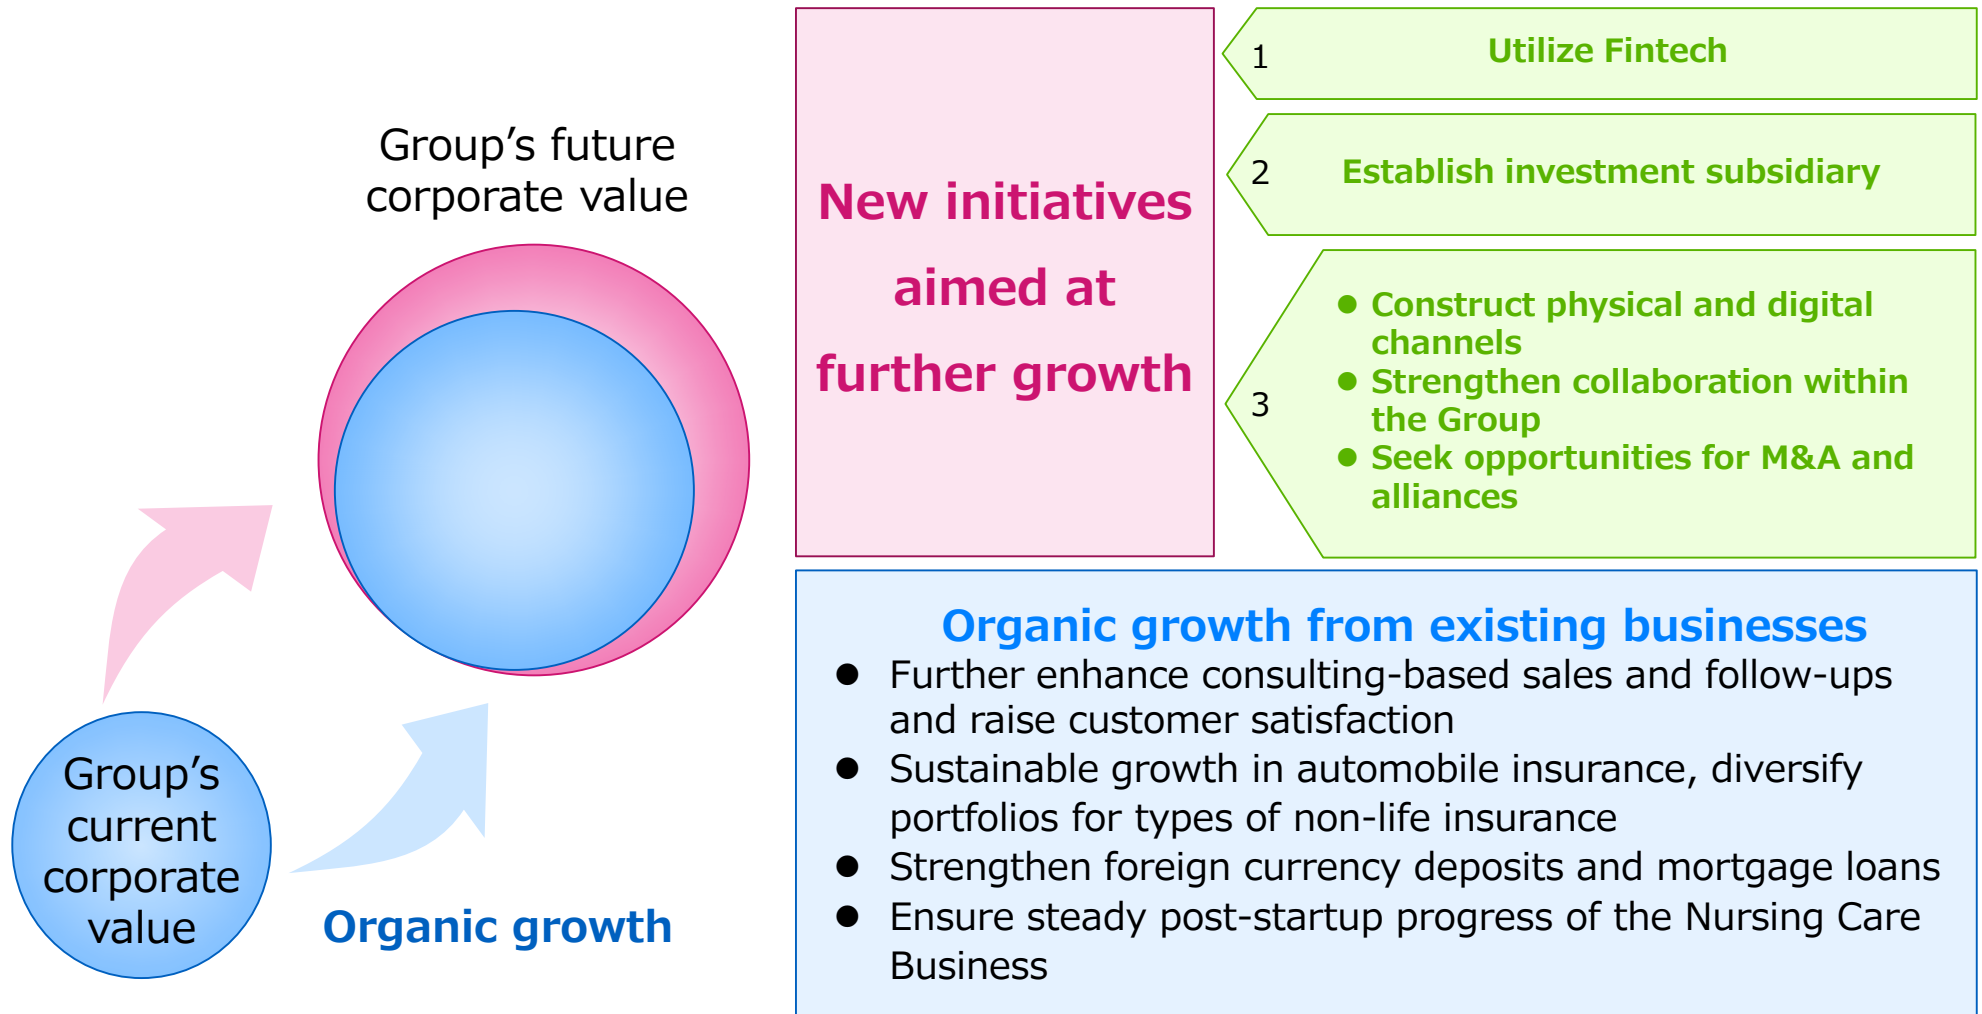 Group’s future
corporate value
Group’s
current
corporate
value
Organic growth
New initiatives
aimed at
further growth
1 Utilize Fintech
2 Establish investment subsidiary
3
● Construct physical and digital
channels
● Strengthen collaboration within
the Group
● Seek opportunities for M&A and
alliances
Organic growth from existing businesses
● Further enhance consulting-based sales and follow-ups
and raise customer satisfaction
● Sustainable growth in automobile insurance, diversify
portfolios for types of non-life insurance
● Strengthen foreign currency deposits and mortgage loans
● Ensure steady post-startup progress of the Nursing Care
Business